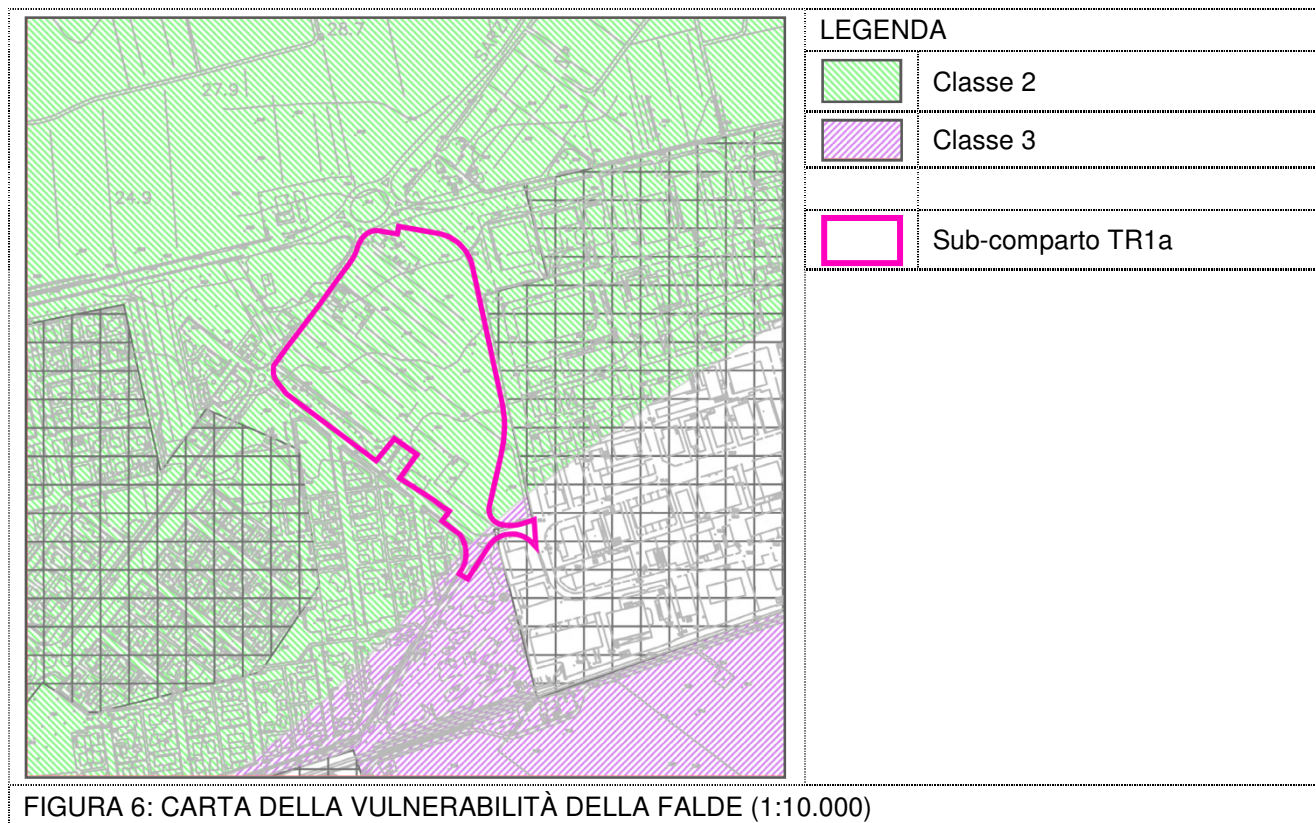 28.7
SARZA
27.9
24.9
LEGENDA
Classe 2
Classe 3
Sub-comparto TR1a
FIGURA 6: CARTA DELLA VULNERABILITÀ DELLA FALDE (1:10.000)